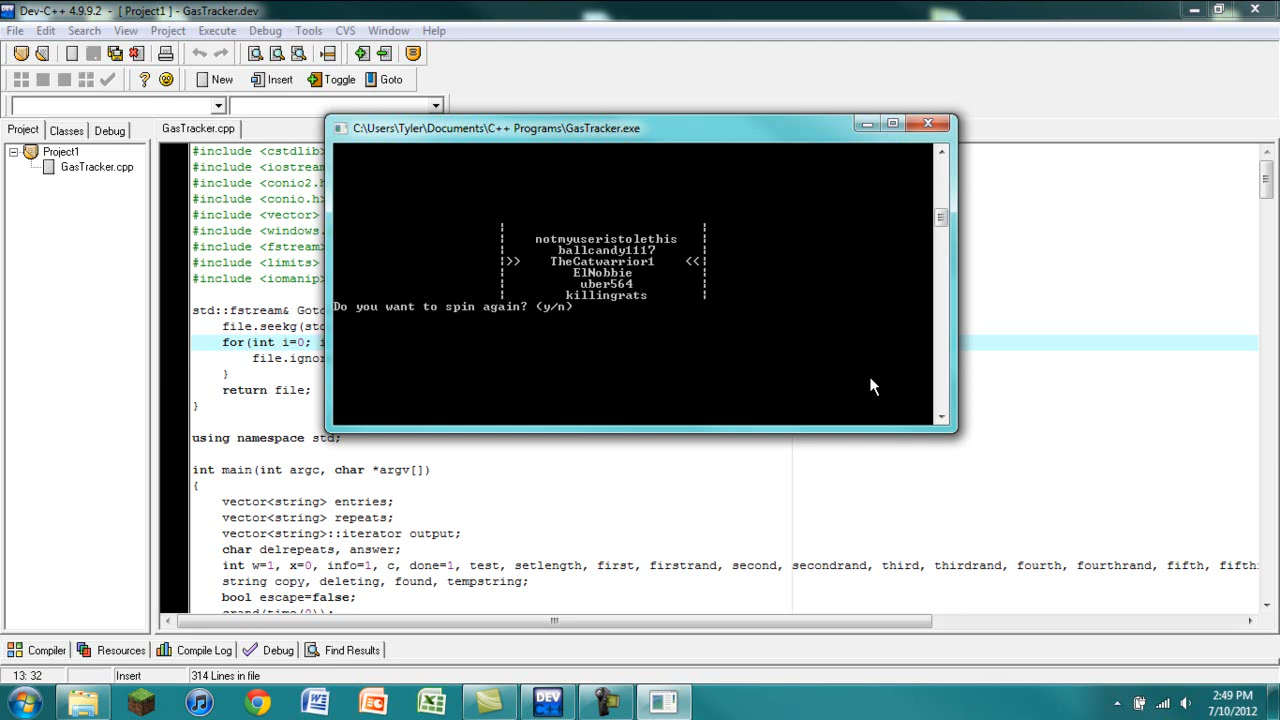 Dev-C++ 4.9.9.2 - [ Project1 ] - GasTracker.dev
File Edit Search View Project Execute Debug Tools CVS Window Help
New Insert Toggle Goto
Project Classes Debug GasTracker.cpp
Project1
GasTracker.cpp
C:\Users\Tyler\Documents\C++ Programs\GasTracker.exe
notmyuseristolethis
ballcandy1117
>> TheCatwarrior1 <<
ElNobbie
uber564
killingrats
Do you want to spin again? (y/n)
#include <cstdlib>
#include <iostream
#include <conio2.h
#include <conio.h>
#include <vector>
#include <windows.
#include <fstream>
#include <limits>
#include <iomanip>
std::fstream& Goto
file.seekg(std
for(int i=0; i
file.ignor
}
return file;
}
using namespace std;
int main(int argc, char *argv[])
{
vector<string> entries;
vector<string> repeats;
vector<string>::iterator output;
char delrepeats, answer;
int w=1, x=0, info=1, c, done=1, test, setlength, first, firstrand, second, secondrand, third, thirdrand, fourth, fourthrand, fifth, fifth
string copy, deleting, found, tempstring;
bool escape=false;
srand(time(0));
Compiler Resources Compile Log Debug Find Results
13: 32 Insert 314 Lines in file
2:49 PM
7/10/2012